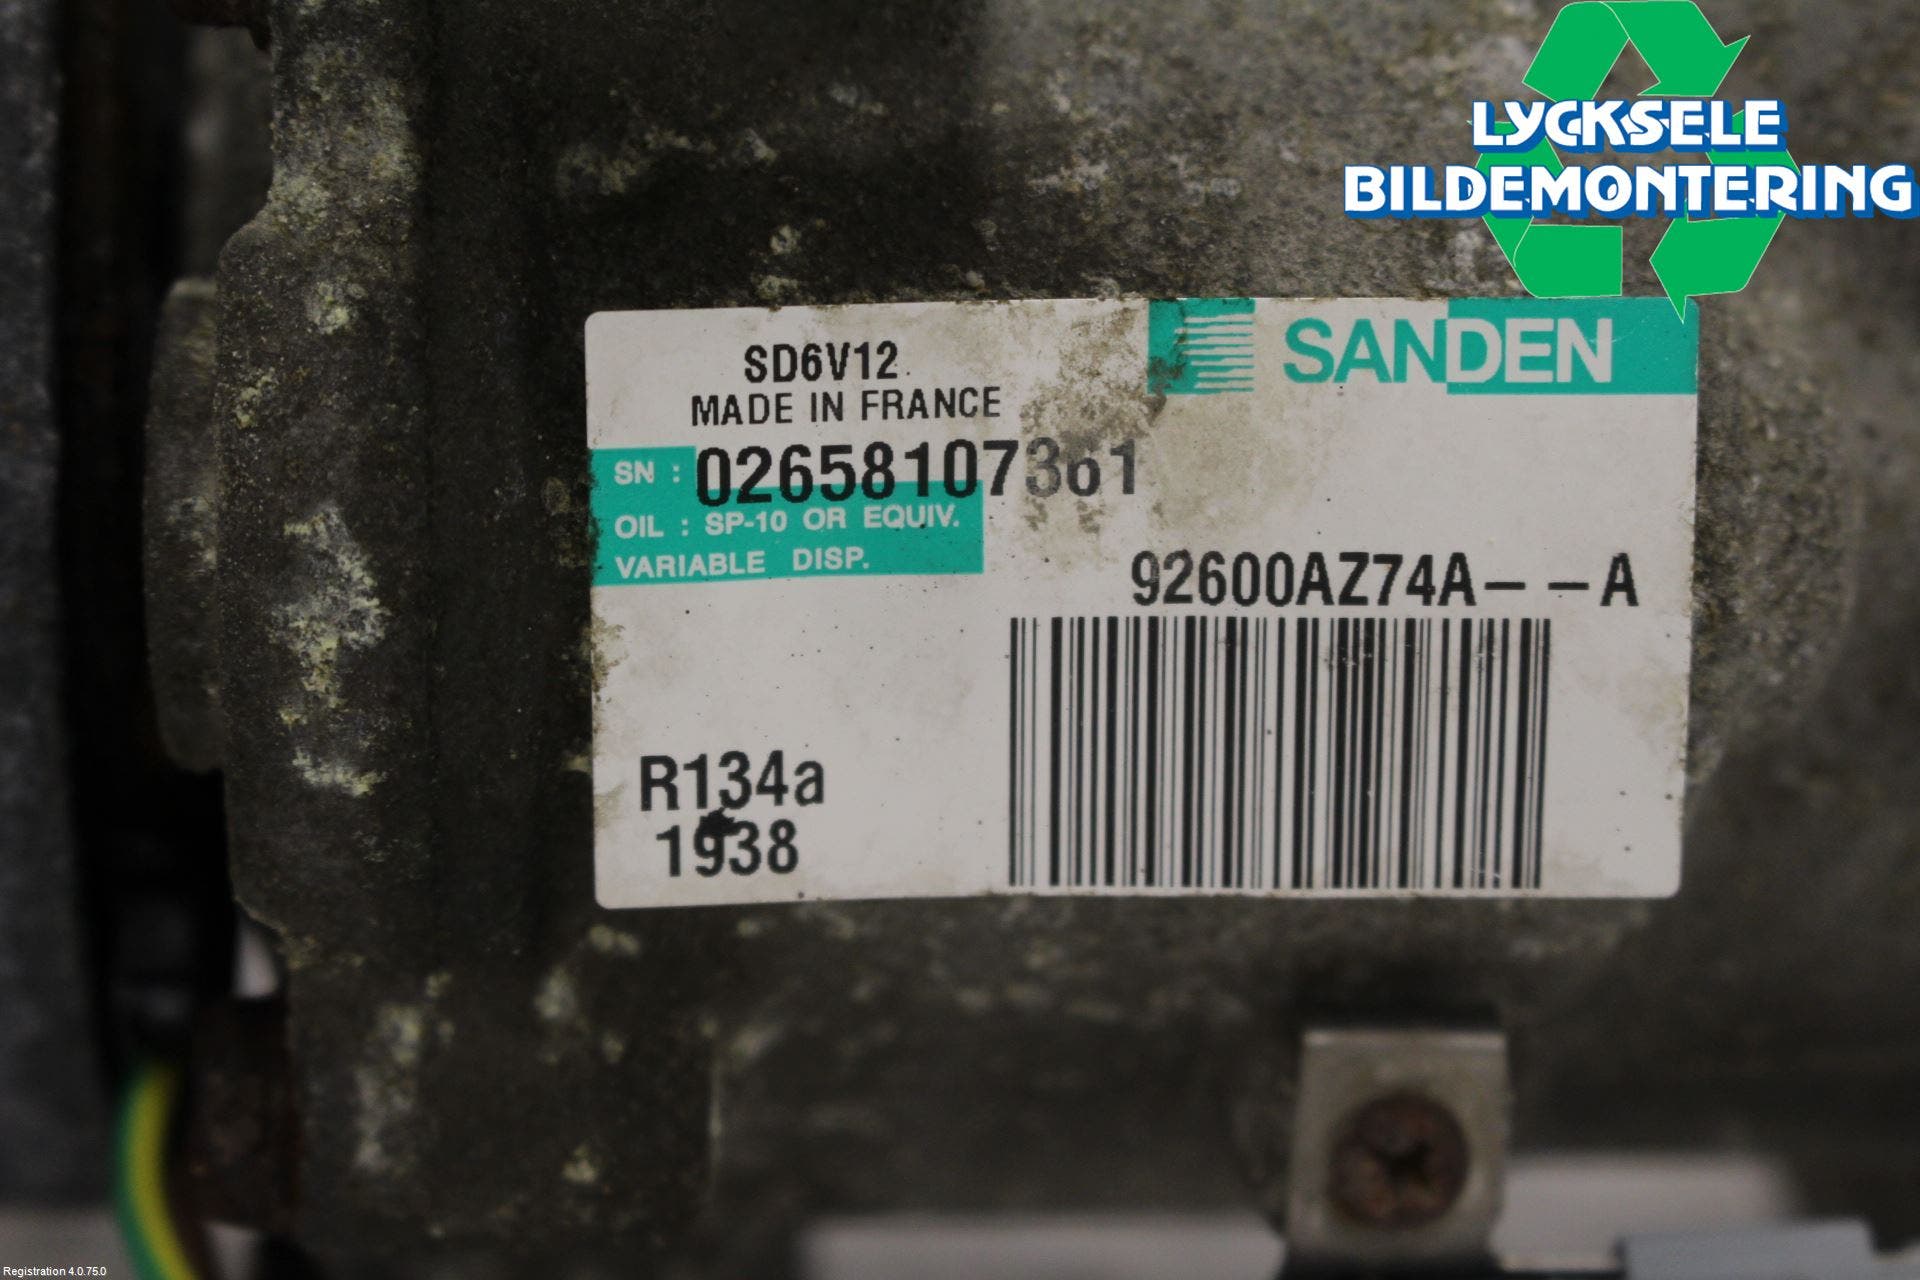 LYCKSELE
BILDEMONTERING
SANDEN
SD6V12
MADE IN FRANCE
SN : 02658107361
OIL : SP-10 OR EQUIV.
VARIABLE DISP.
92600AZ74A– –A
R134a
1938
Registration 4.0.75.0